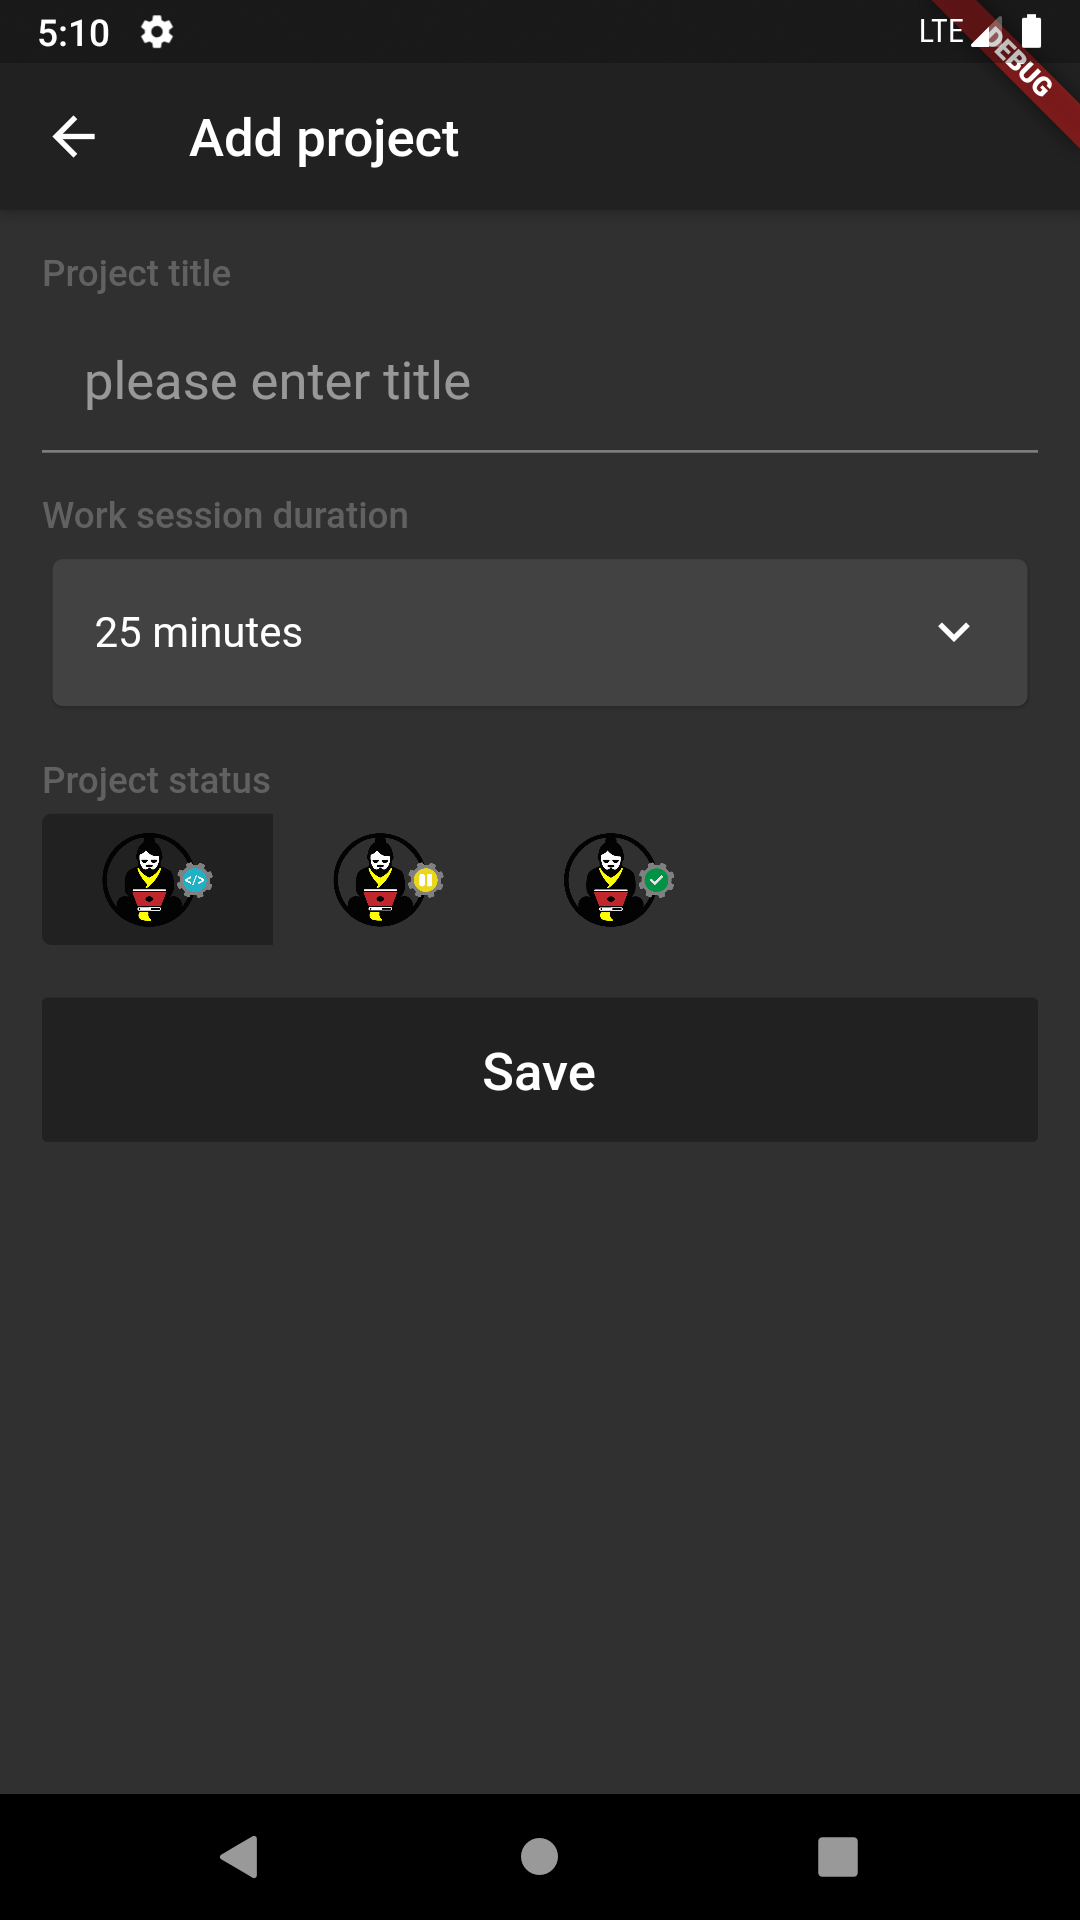 5:10
LTE
DEBUG
Add project
Project title
please enter title
Work session duration
25 minutes
Project status
</>
Save